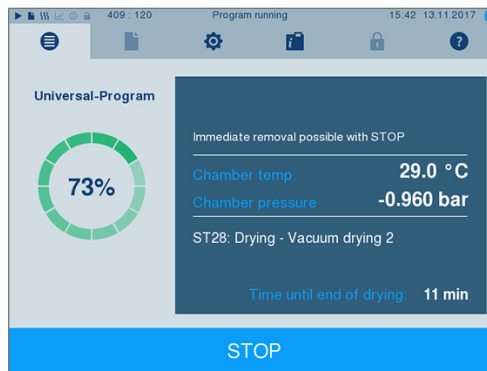 409 : 120 Program running 15:42 13.11.2017
Universal-Program
73%
Immediate removal possible with STOP
Chamber temp. 29.0 °C
Chamber pressure -0.960 bar
ST28: Drying - Vacuum drying 2
Time until end of drying: 11 min
STOP